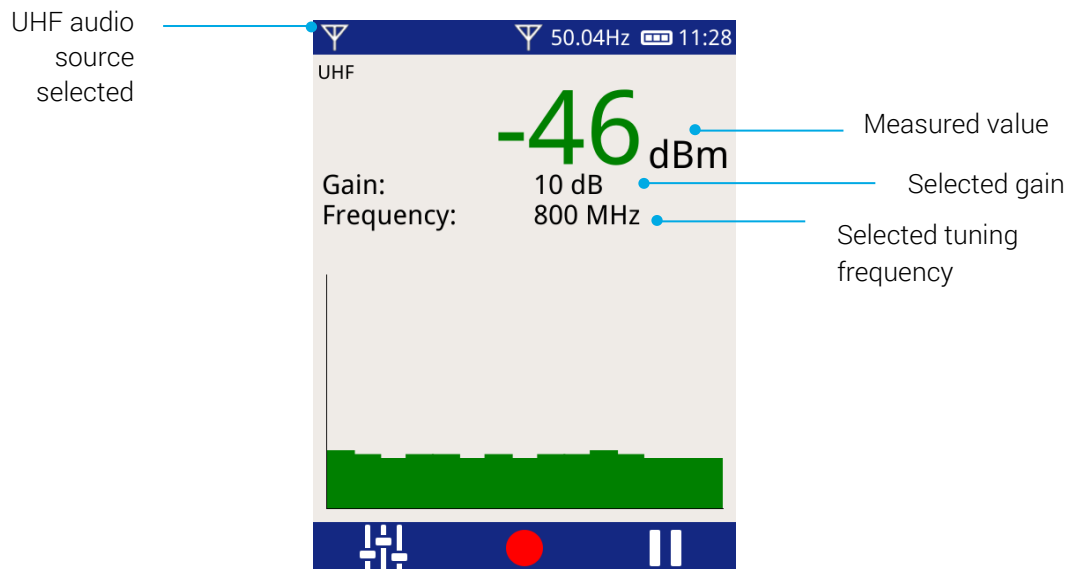 UHF audio
source
selected
50.04Hz 11:28
UHF
-46 dBm
Measured value
Gain: 10 dB
Selected gain
Frequency: 800 MHz
Selected tuning
frequency